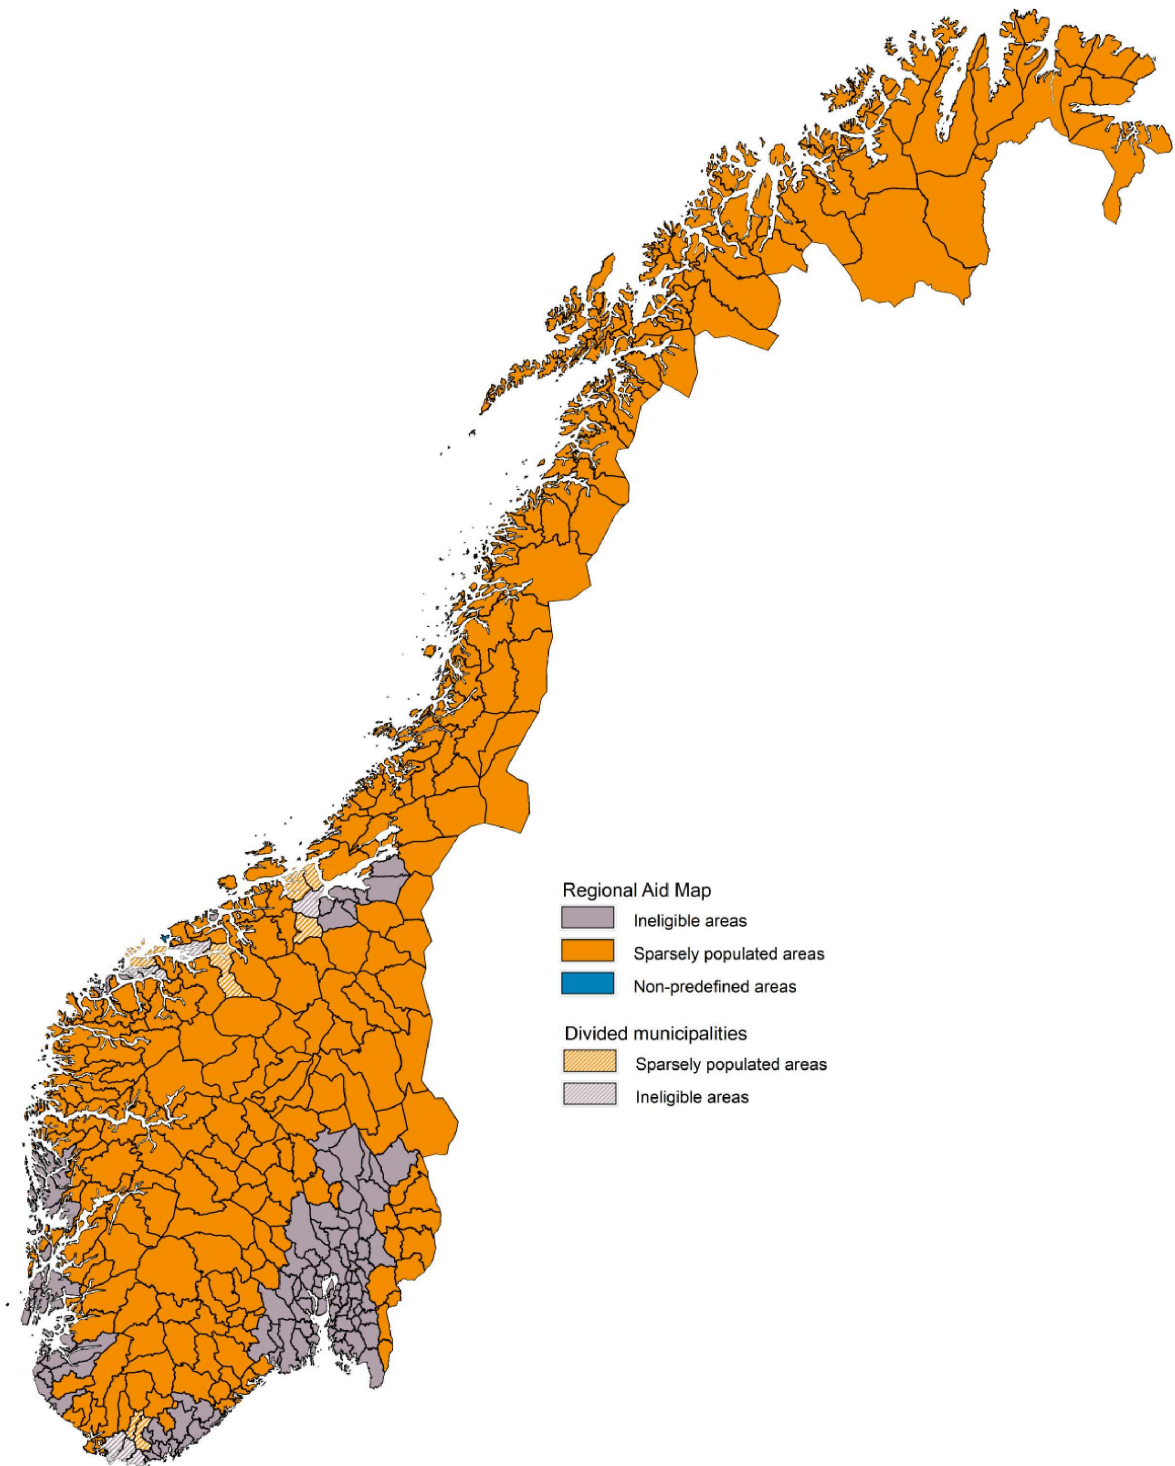 Regional Aid Map
Ineligible areas
Sparsely populated areas
Non-predefined areas
Divided municipalities
Sparsely populated areas
Ineligible areas